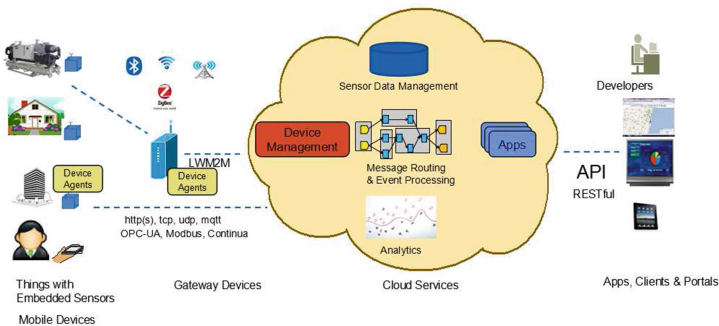 ZigBee
Sensor Data Management
Developers
Device
Management
LWM2M
Message Routing
& Event Processing
Apps
API
RESTful
Device
Agents
Device
Agents
http(s), tcp, udp, mqtt
OPC-UA, Modbus, Continua
Analytics
Things with
Embedded Sensors
Gateway Devices
Cloud Services
Apps, Clients & Portals
Mobile Devices